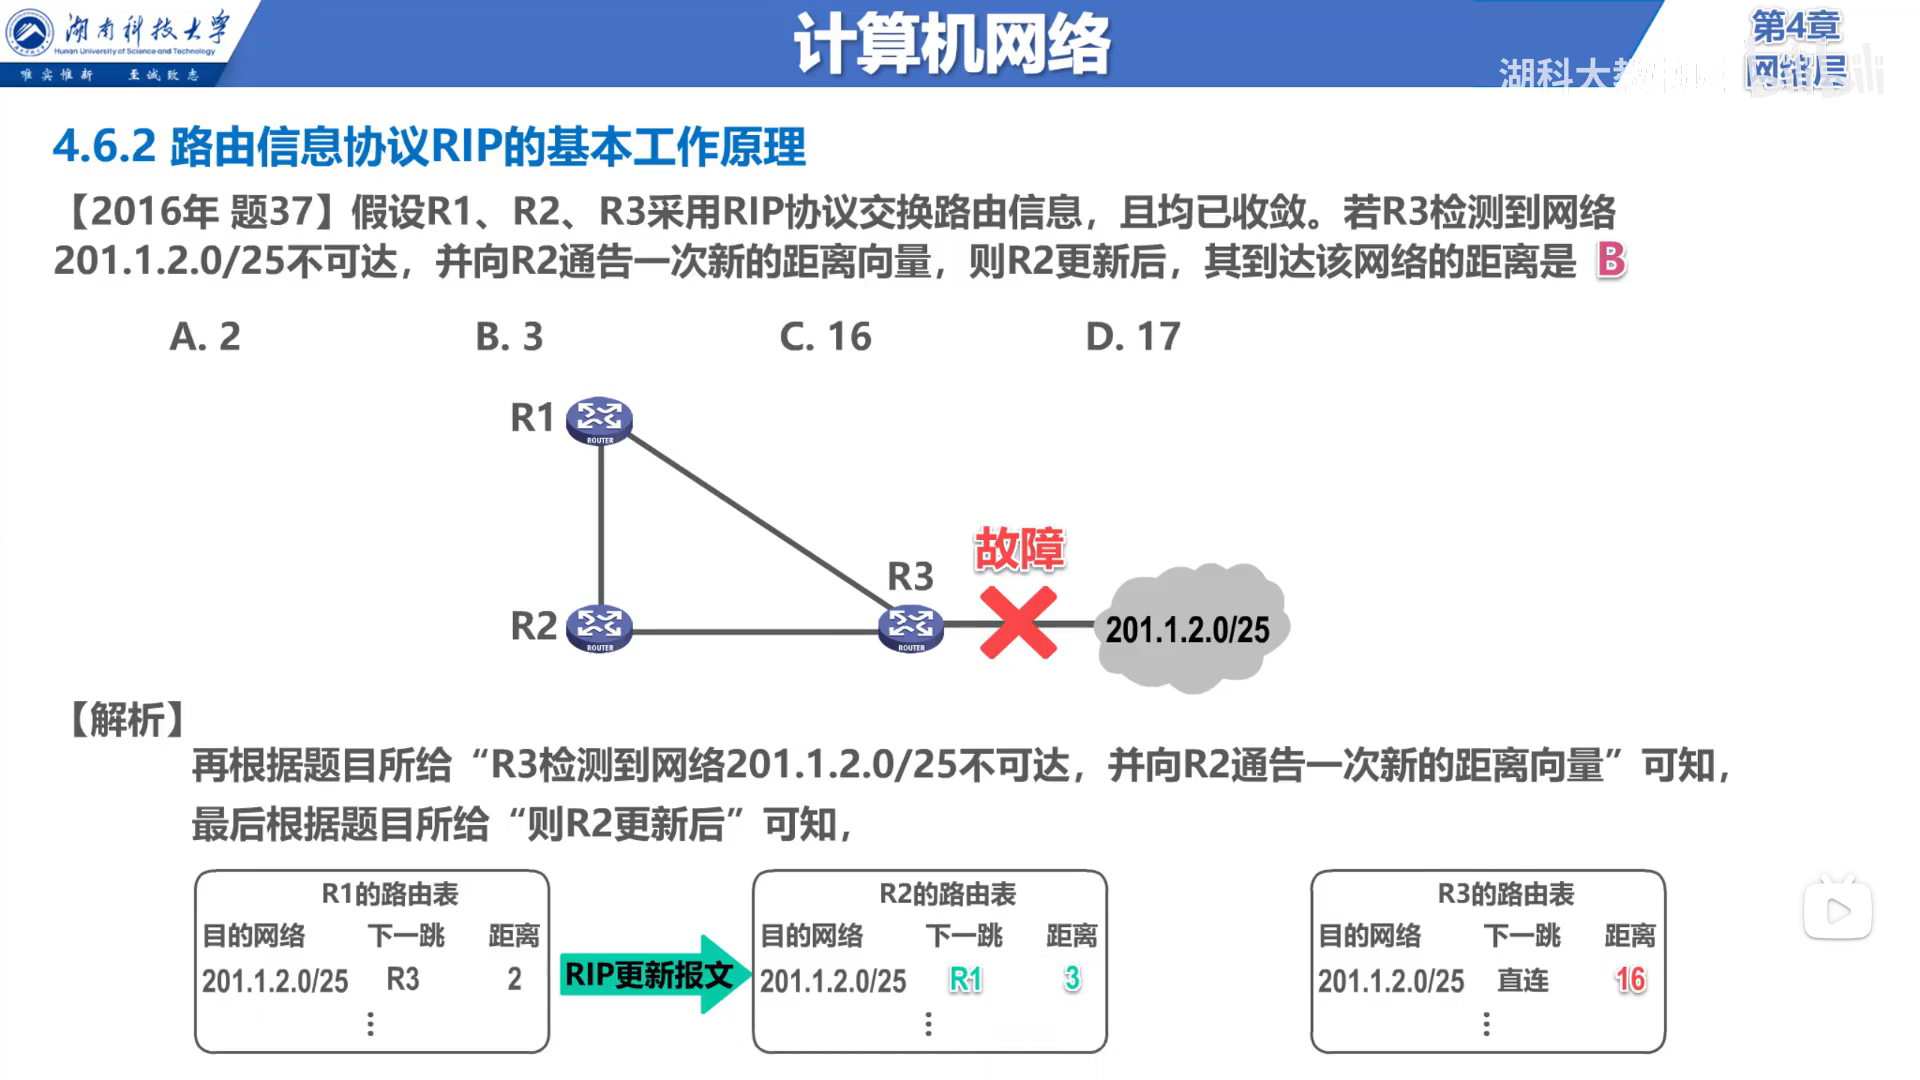 湖南科技大学
Hunan University of Science and Technology
唯实惟新 至诚致志
计算机网络
第4章
网络层
湖科大教书匠
bilibili
4.6.2 路由信息协议RIP的基本工作原理
【2016年 题37】假设R1、R2、R3采用RIP协议交换路由信息，且均已收敛。若R3检测到网络
201.1.2.0/25不可达，并向R2通告一次新的距离向量，则R2更新后，其到达该网络的距离是 B
A. 2 B. 3 C. 16 D. 17
R1
ROUTER
故障
R3
R2
ROUTER
ROUTER
201.1.2.0/25
【解析】
再根据题目所给“R3检测到网络201.1.2.0/25不可达，并向R2通告一次新的距离向量”可知，
最后根据题目所给“则R2更新后”可知，
R1的路由表
目的网络 下一跳 距离
201.1.2.0/25 R3 2
⋮
RIP更新报文
R2的路由表
目的网络 下一跳 距离
201.1.2.0/25 R1 3
⋮
R3的路由表
目的网络 下一跳 距离
201.1.2.0/25 直连 16
⋮